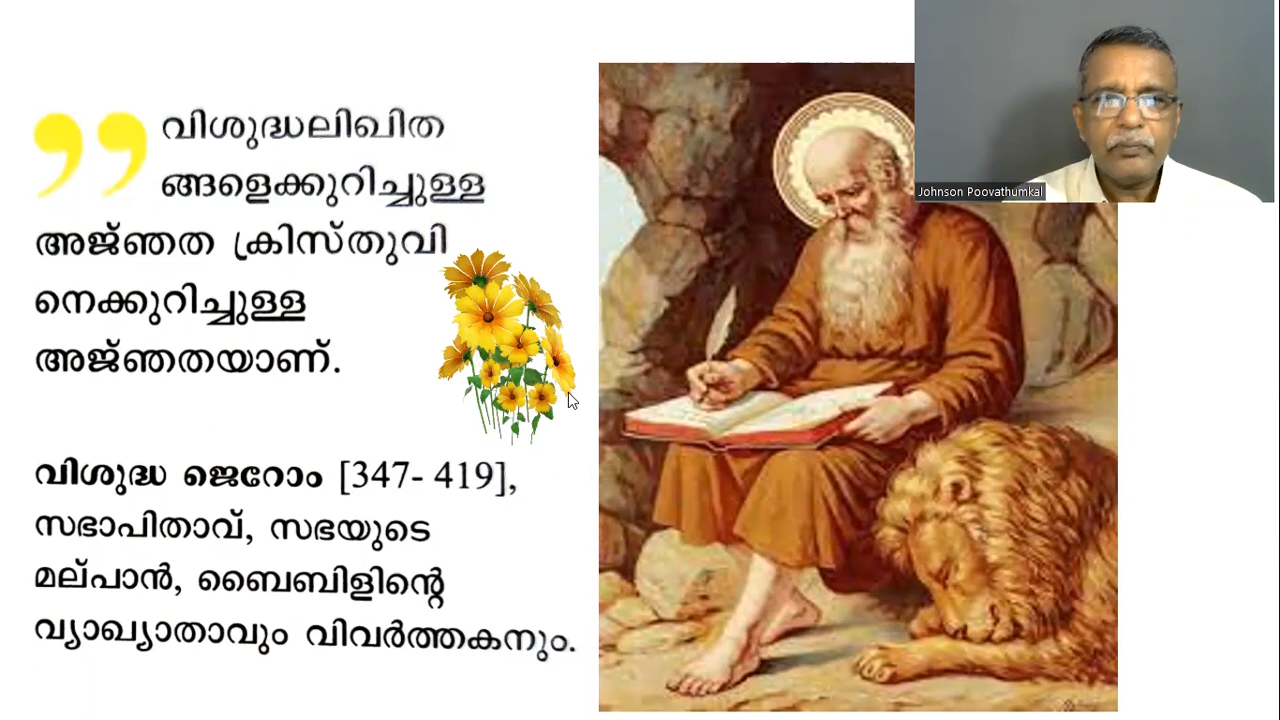 വിശുദ്ധലിഖിത
ങ്ങളെക്കുറിച്ചുള്ള
അജ്ഞത ക്രിസ്തുവി
നെക്കുറിച്ചുള്ള
അജ്ഞതയാണ്.
വിശുദ്ധ ജെറോം [347- 419],
സഭാപിതാവ്, സഭയുടെ
മല്പാൻ, ബൈബിളിന്റെ
വ്യാഖ്യാതാവും വിവർത്തകനും.
Johnson Poovathumkal